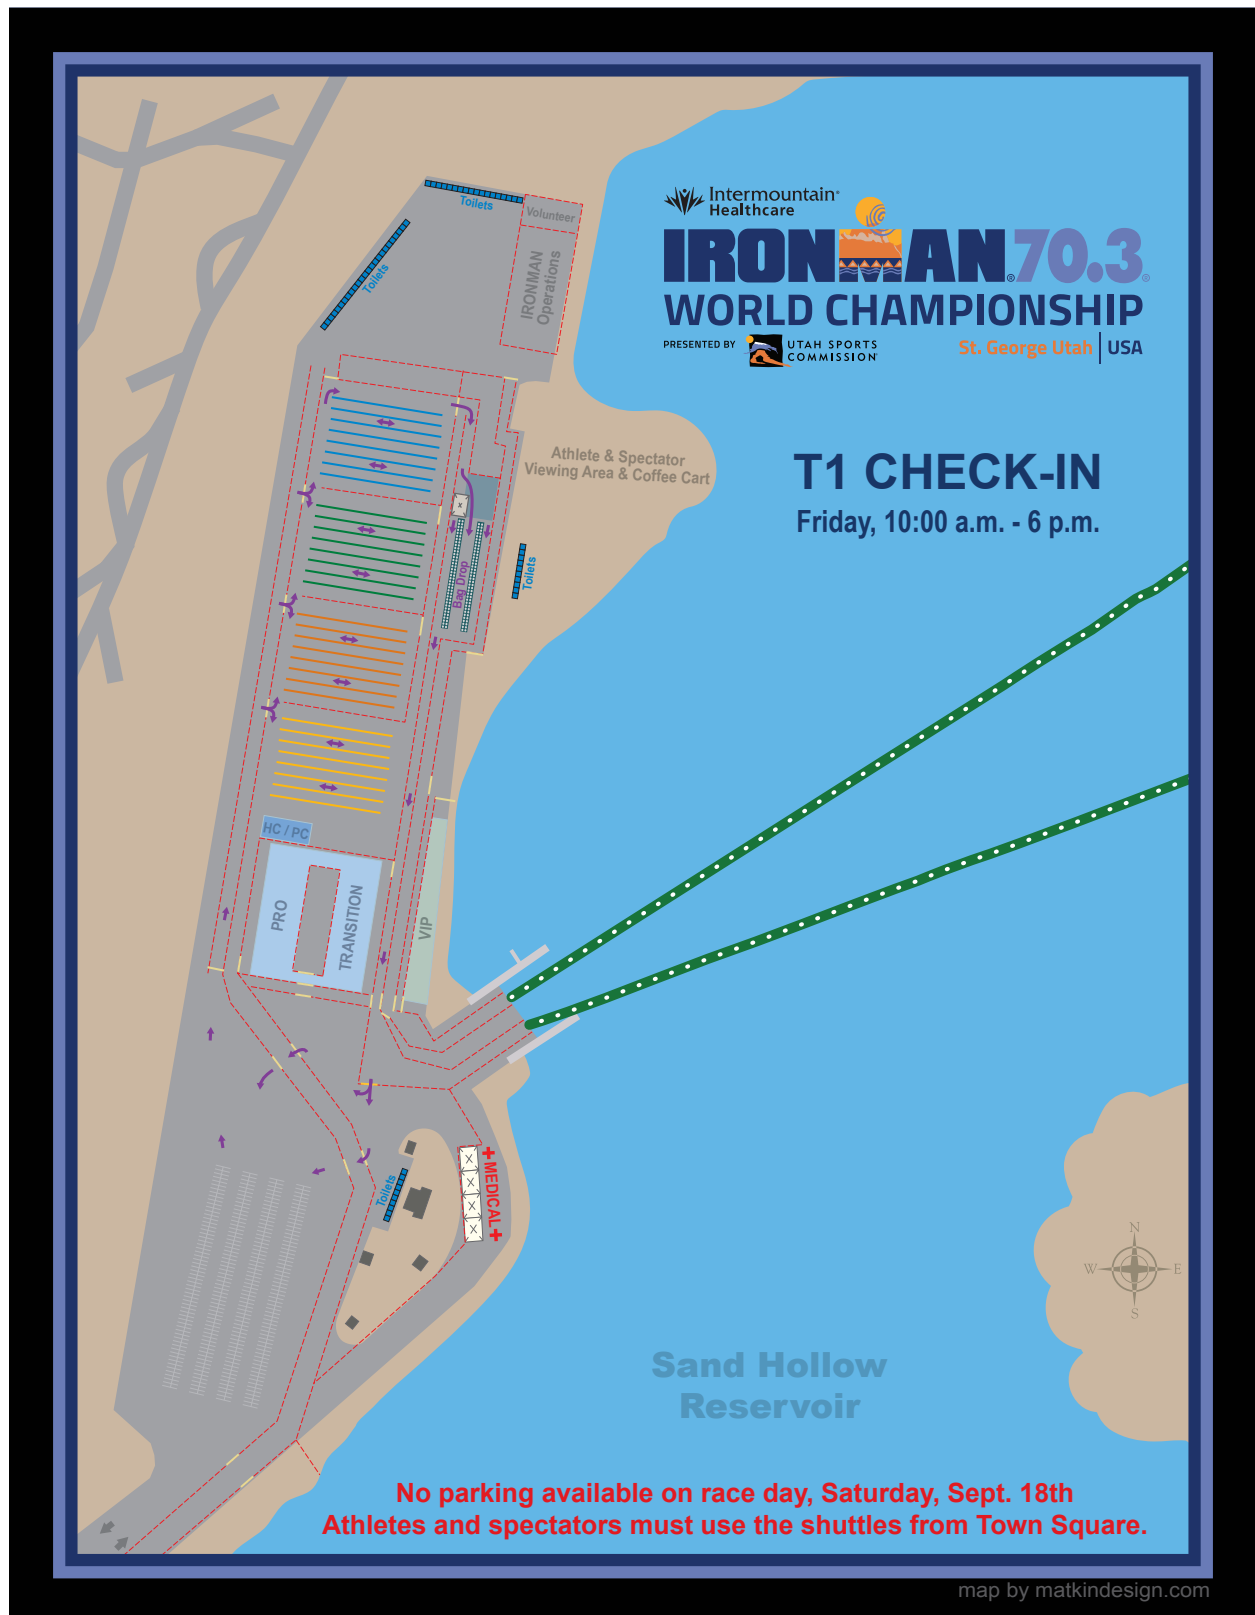 Intermountain®
Healthcare
IRONMAN® 70.3®
WORLD CHAMPIONSHIP
PRESENTED BY
UTAH SPORTS
COMMISSION
St. George Utah | USA
T1 CHECK-IN
Friday, 10:00 a.m. - 6 p.m.
Toilets
Volunteer
Toilets
IRONMAN
Operations
Athlete & Spectator
Viewing Area & Coffee Cart
Bag Drop
Toilets
HC / PC
PRO
TRANSITION
VIP
Toilets
MEDICAL
N
W
E
S
Sand Hollow
Reservoir
No parking available on race day, Saturday, Sept. 18th
Athletes and spectators must use the shuttles from Town Square.
map by matkindesign.com